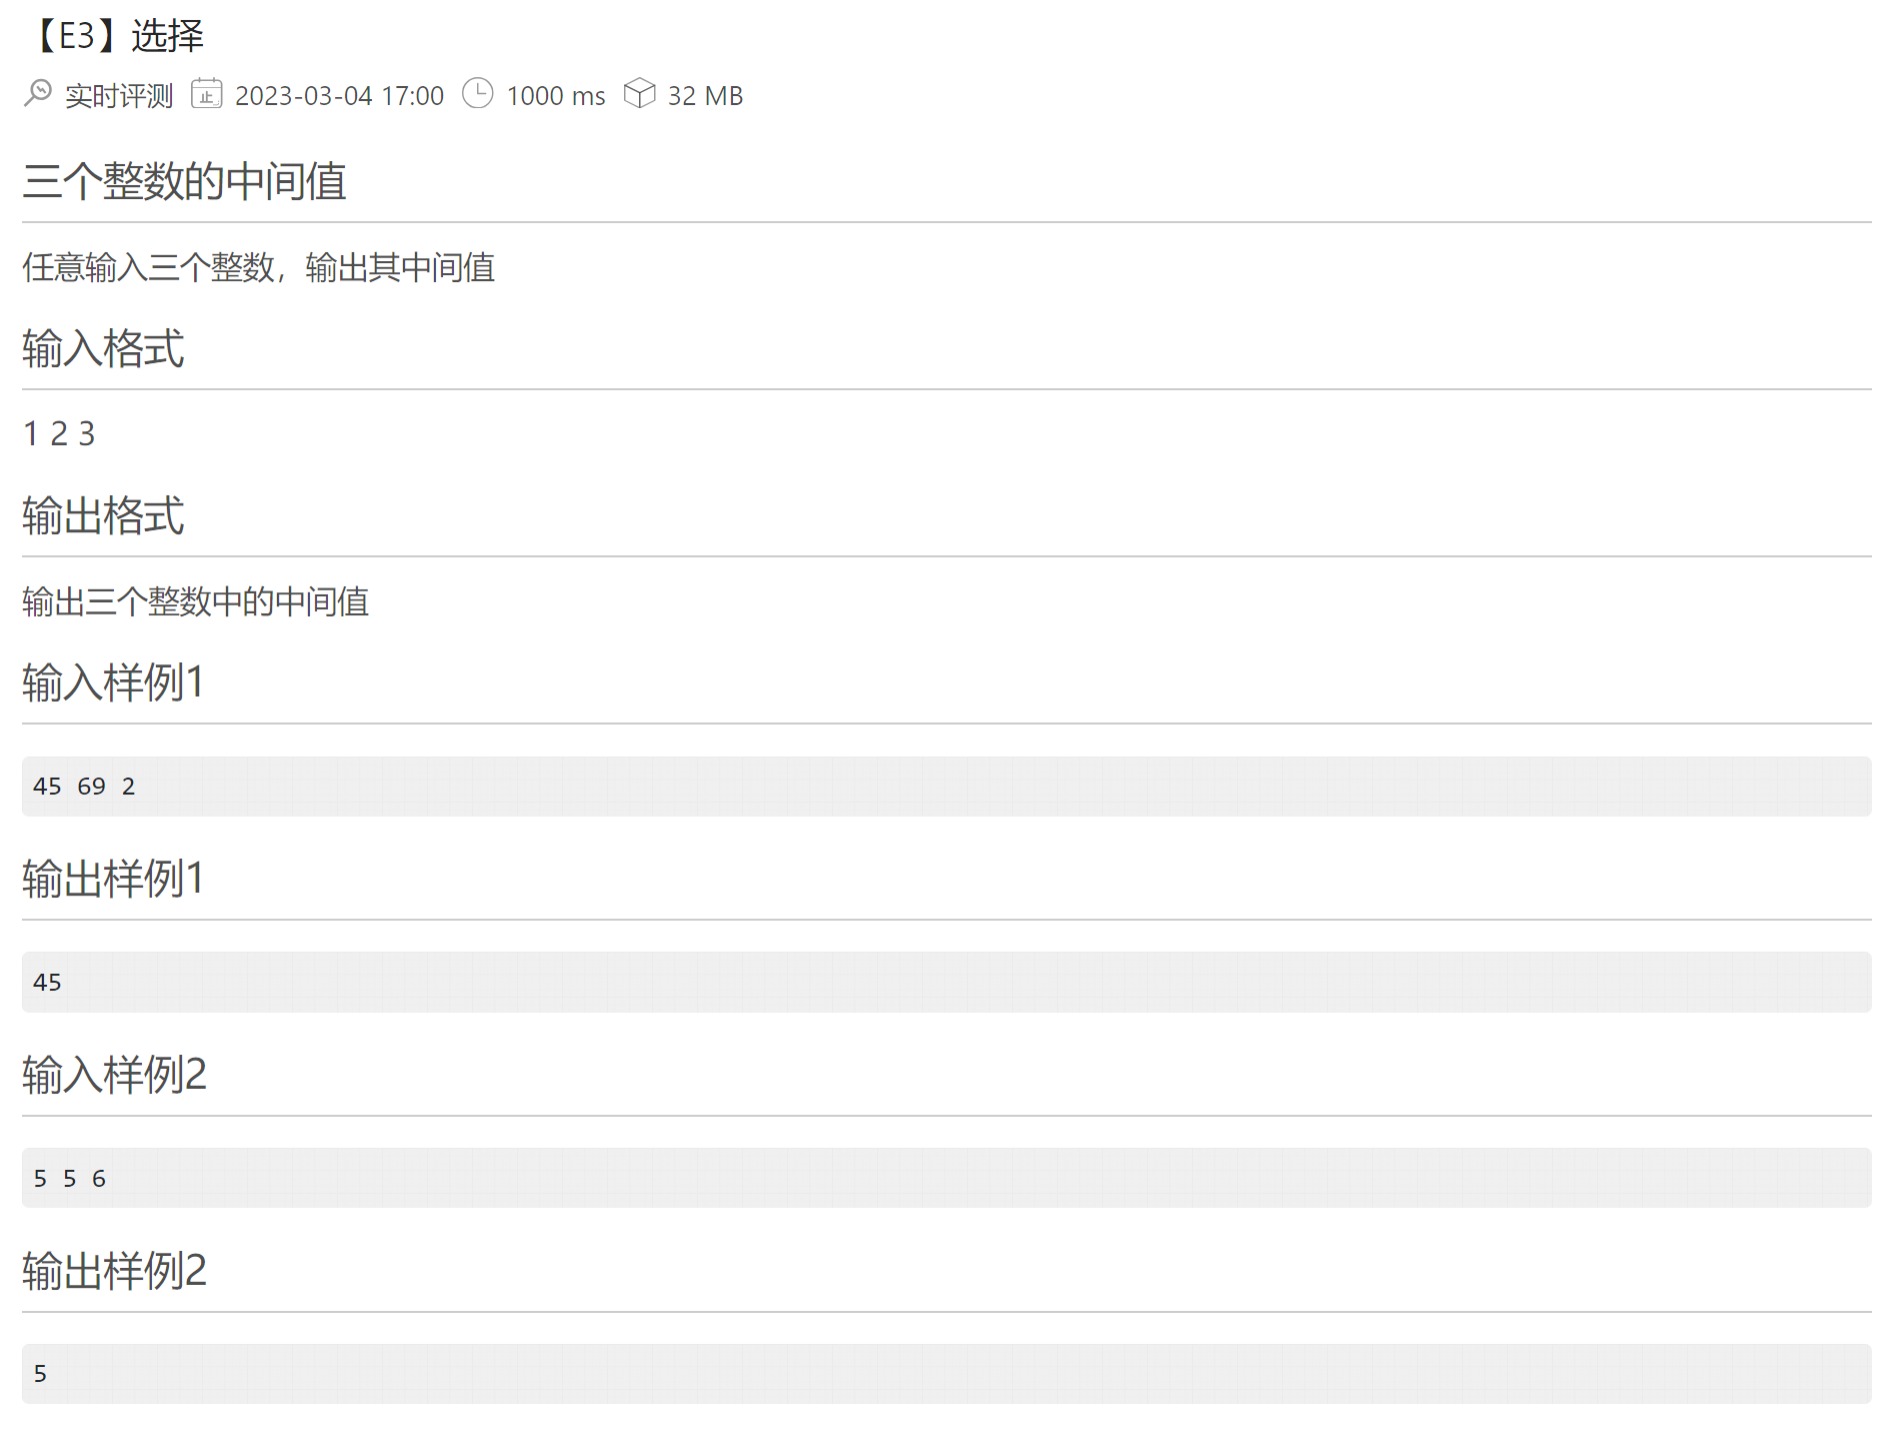 【E3】选择
实时评测 止 2023-03-04 17:00 1000 ms 32 MB
三个整数的中间值
任意输入三个整数，输出其中间值
输入格式
1 2 3
输出格式
输出三个整数中的中间值
输入样例1
45 69 2
输出样例1
45
输入样例2
5 5 6
输出样例2
5